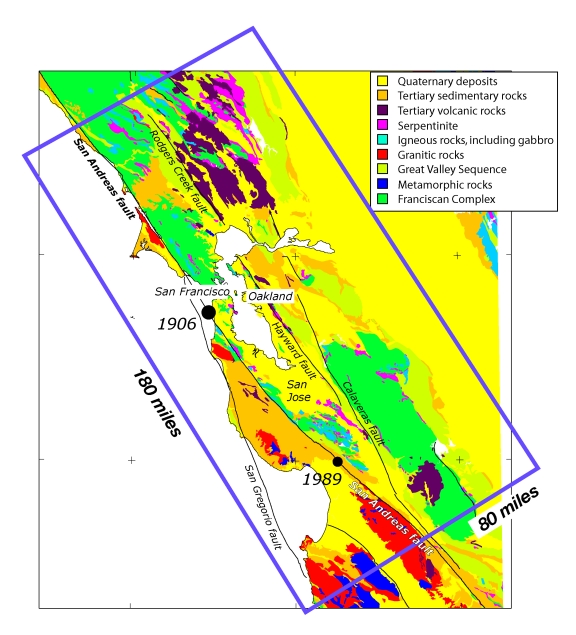 Quaternary deposits
Tertiary sedimentary rocks
Tertiary volcanic rocks
Serpentinite
Igneous rocks, including gabbro
Granitic rocks
Great Valley Sequence
Metamorphic rocks
Franciscan Complex
San Andreas fault
Rodgers Creek fault
San Francisco
Oakland
1906
Hayward fault
San
Jose
Calaveras fault
180 miles
1989
San Gregorio fault
San Andreas fault
80 miles